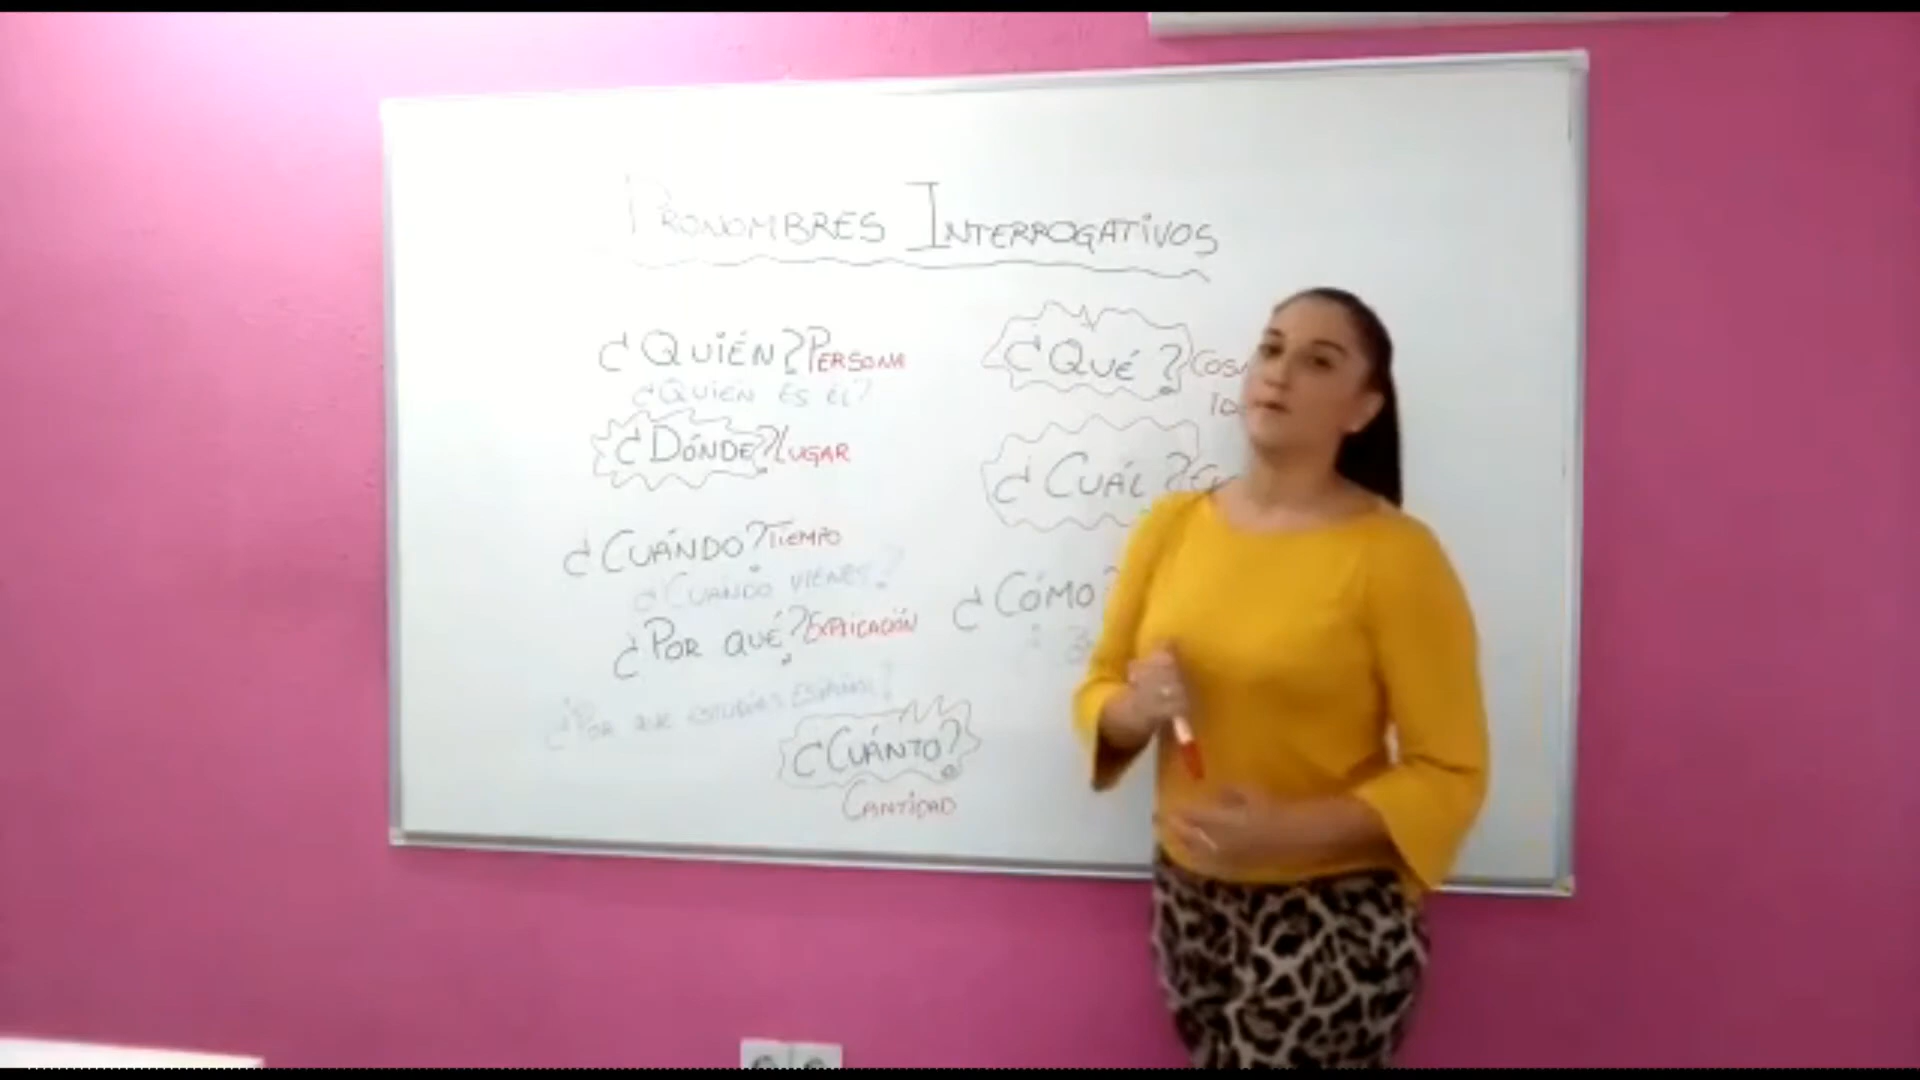 PRONOMBRES INTERROGATIVOS
¿QUIÉN? PERSONA
¿QUIÉN ES ÉL?
¿DÓNDE? LUGAR
¿CUÁNDO? TIEMPO
¿CUÁNDO VIENES?
¿POR QUÉ? EXPLICACIÓN
¿POR QUÉ ESTUDIAS ESPAÑOL?
¿CUÁNTO?
CANTIDAD
¿QUÉ?
¿CUÁL?
¿CÓMO?